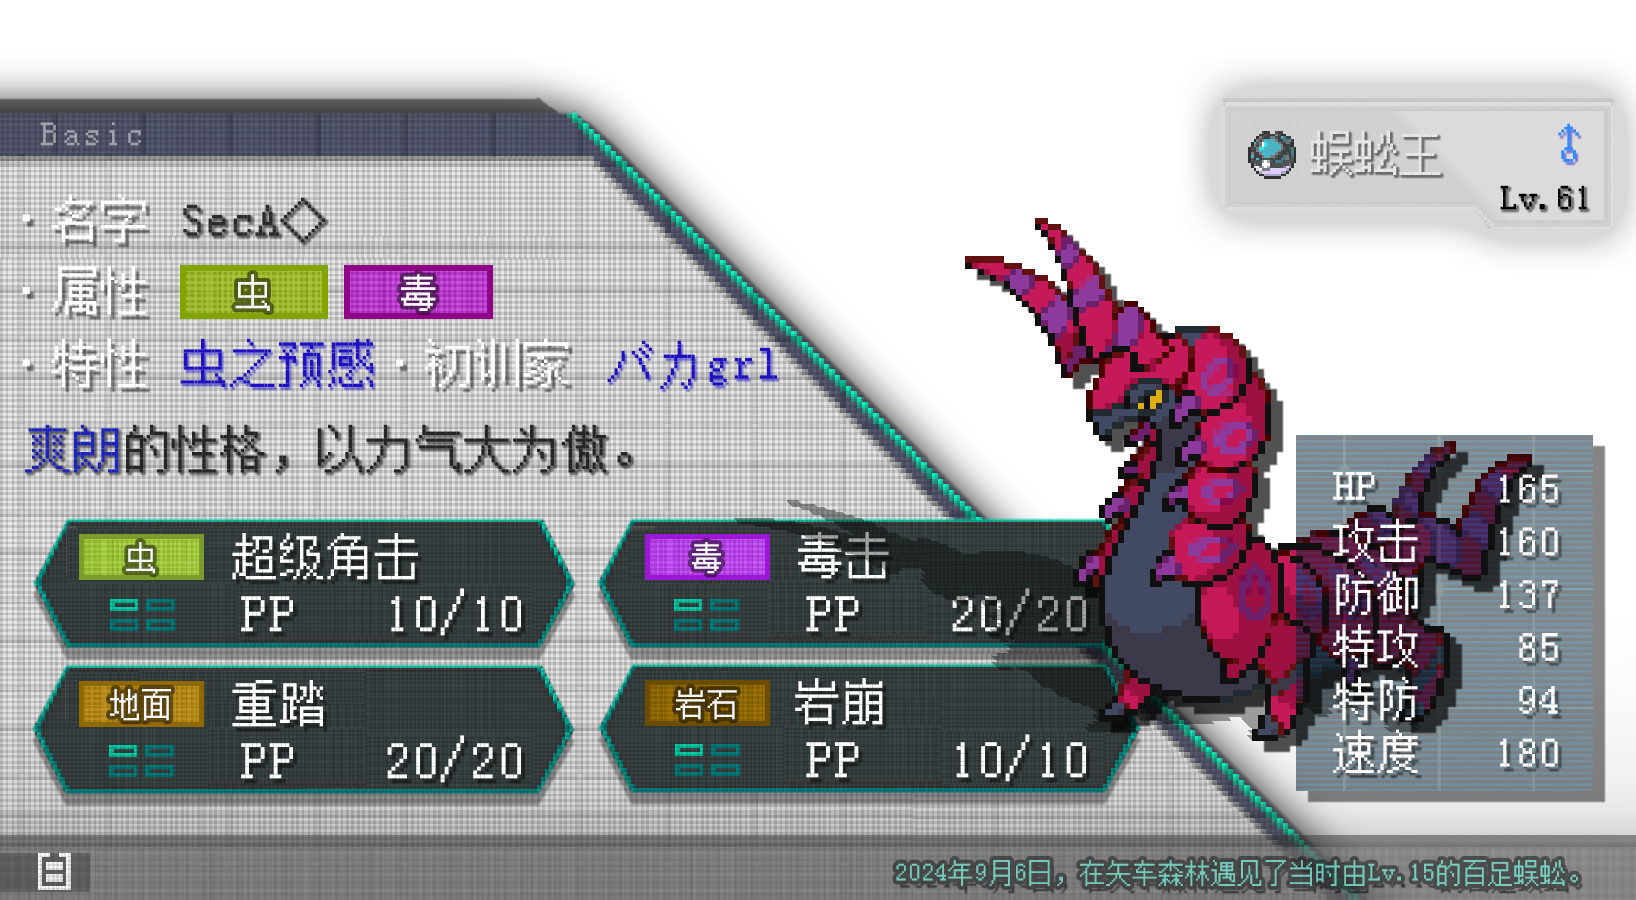 Basic
蜈蚣王
Lv.61
·名字 SecA◇
·属性 虫 毒
·特性 虫之预感 ·初训家 バカgrl
爽朗的性格，以力气大为傲。
虫 超级角击
PP 10/10
毒 毒击
PP 20/20
地面 重踏
PP 20/20
岩石 岩崩
PP 10/10
HP 165
攻击 160
防御 137
特攻 85
特防 94
速度 180
2024年9月6日，在矢车森林遇见了当时由Lv.15的百足蜈蚣。